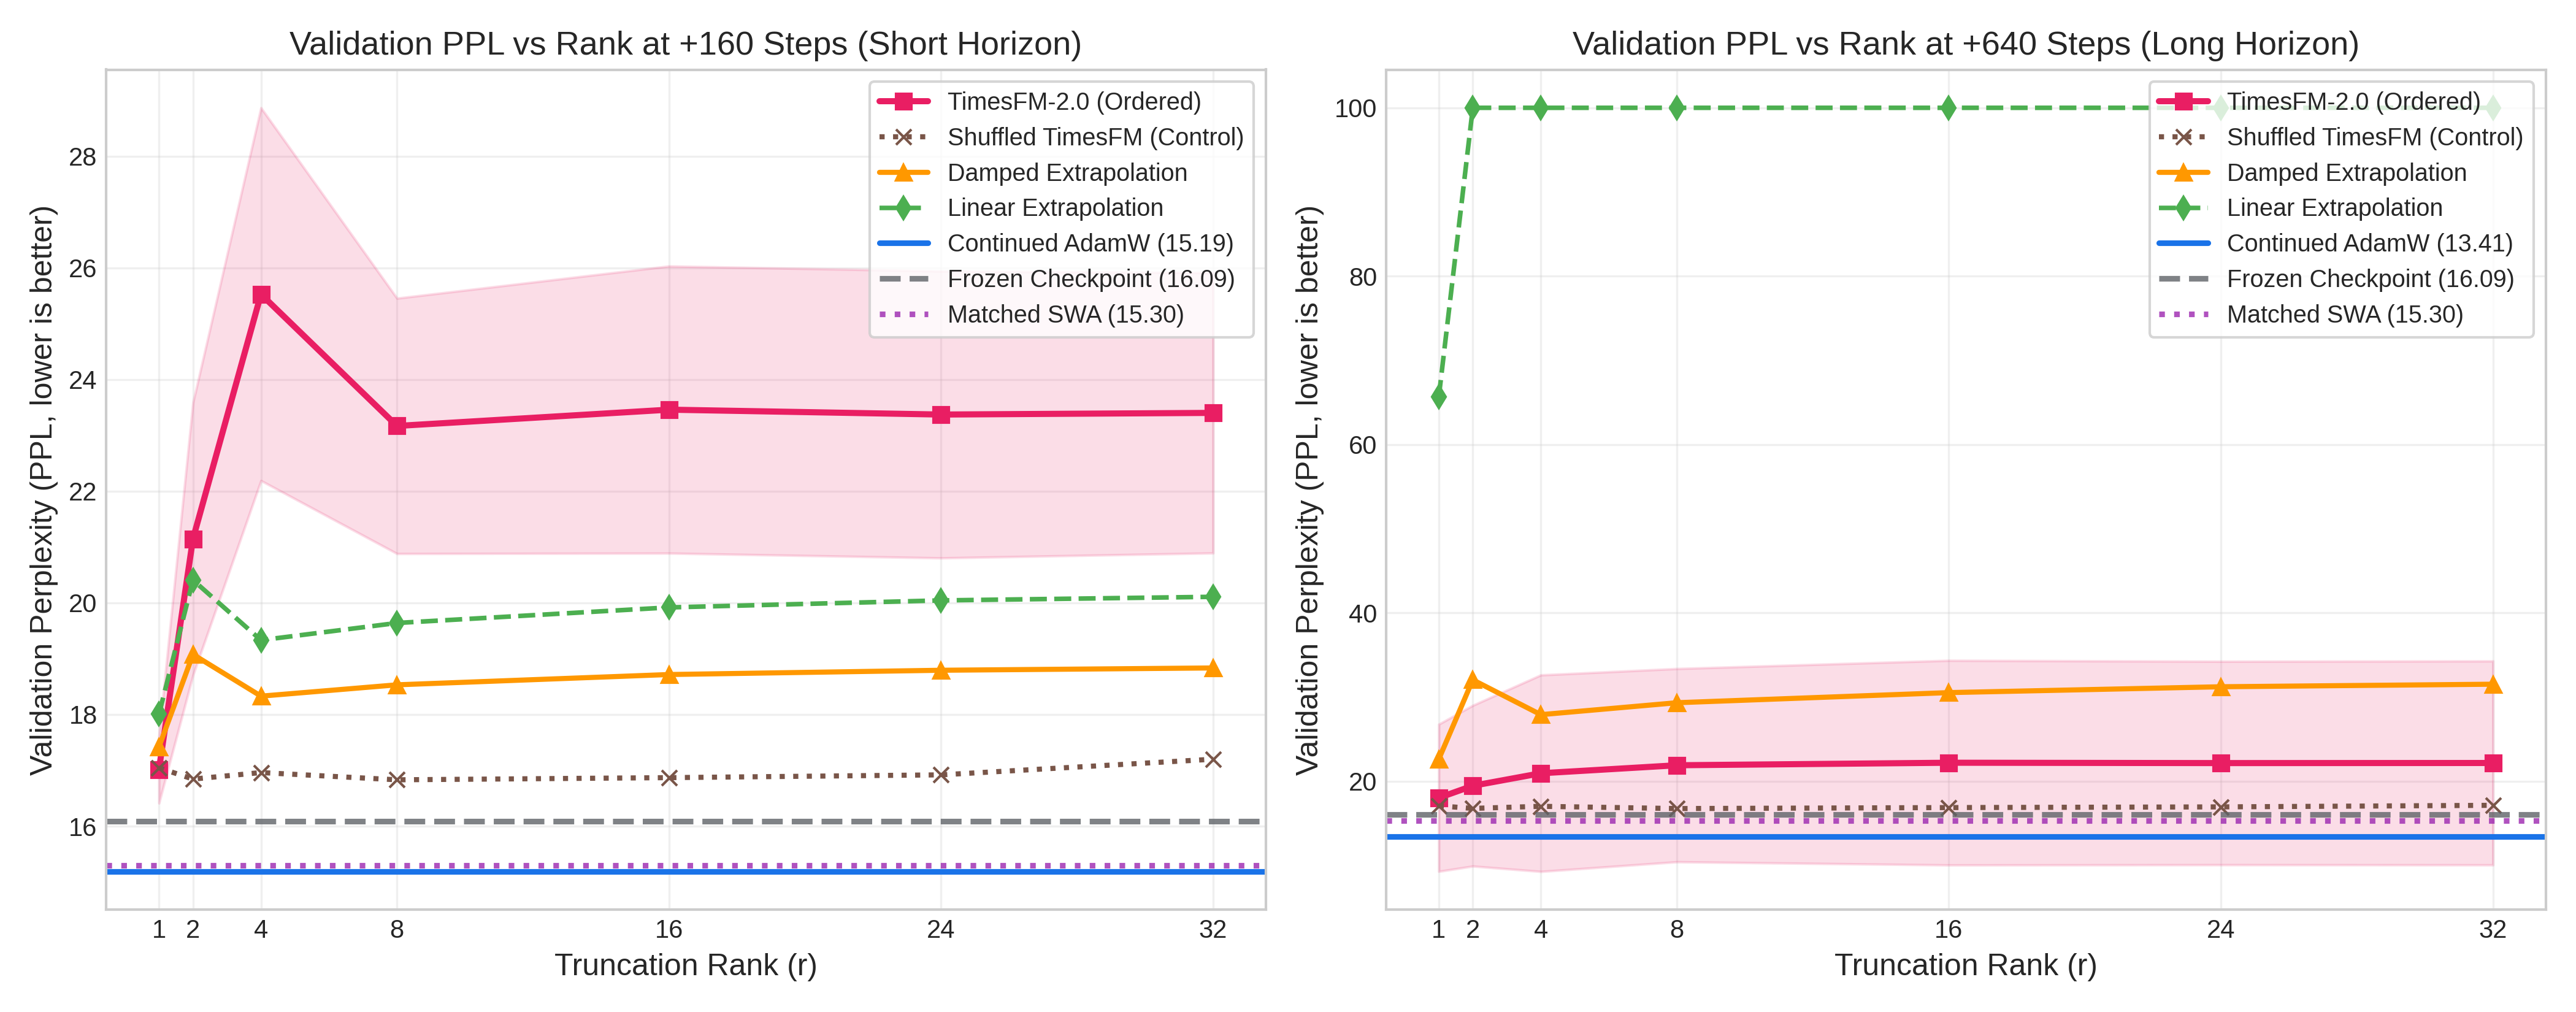 Validation PPL vs Rank at +160 Steps (Short Horizon)
Validation Perplexity (PPL, lower is better)
28
26
24
22
20
18
16
TimesFM-2.0 (Ordered)
Shuffled TimesFM (Control)
Damped Extrapolation
Linear Extrapolation
Continued AdamW (15.19)
Frozen Checkpoint (16.09)
Matched SWA (15.30)
1 2 4 8 16 24 32
Truncation Rank (r)
Validation PPL vs Rank at +640 Steps (Long Horizon)
Validation Perplexity (PPL, lower is better)
100
80
60
40
20
TimesFM-2.0 (Ordered)
Shuffled TimesFM (Control)
Damped Extrapolation
Linear Extrapolation
Continued AdamW (13.41)
Frozen Checkpoint (16.09)
Matched SWA (15.30)
1 2 4 8 16 24 32
Truncation Rank (r)